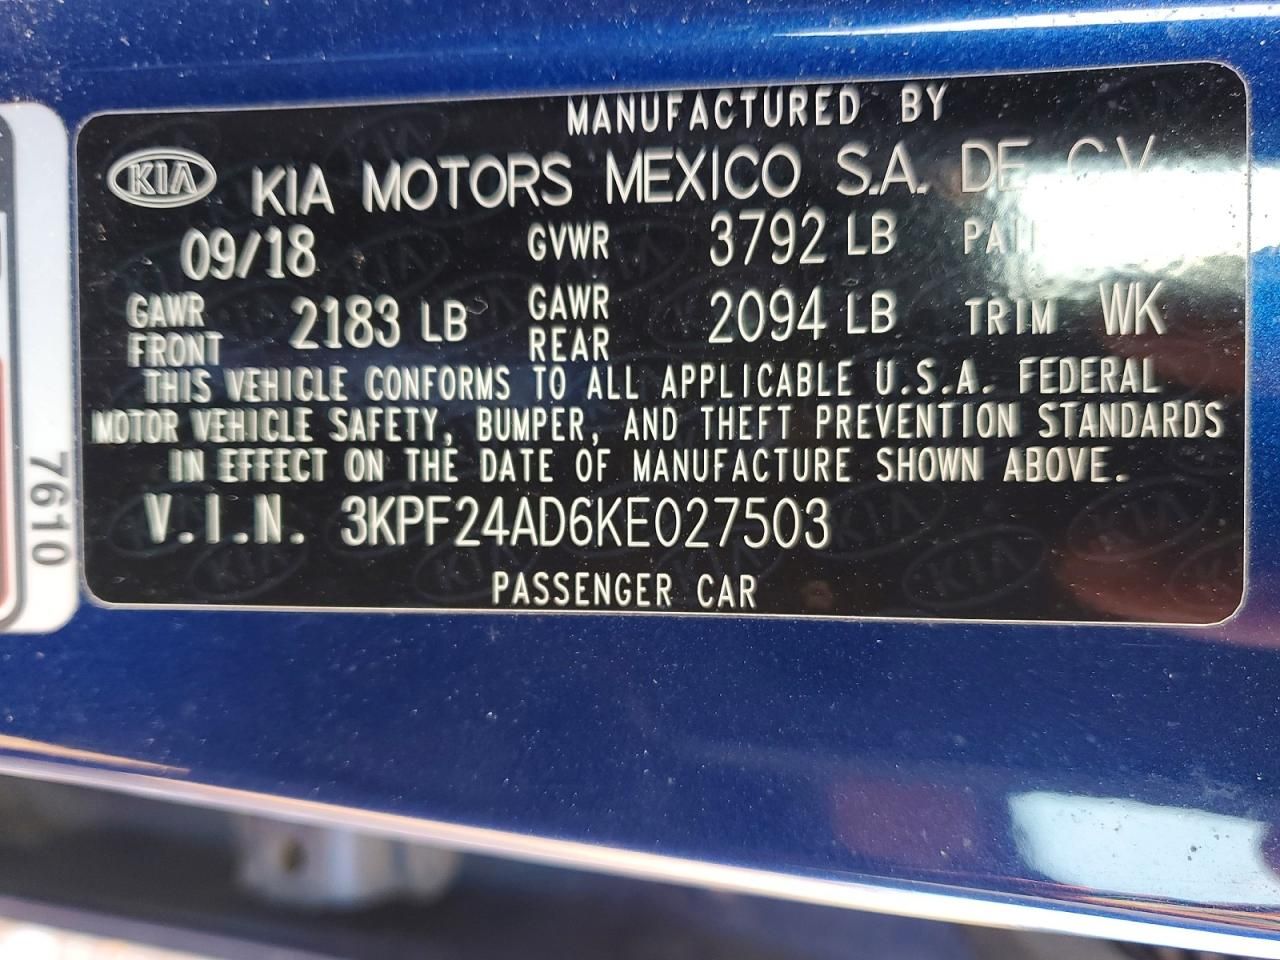 MANUFACTURED BY
KIA KIA MOTORS MEXICO S.A. DE C.V.
09/18 GVWR 3792 LB
GAWR FRONT 2183 LB GAWR REAR 2094 LB TRIM WK
THIS VEHICLE CONFORMS TO ALL APPLICABLE U.S.A. FEDERAL
MOTOR VEHICLE SAFETY, BUMPER, AND THEFT PREVENTION STANDARDS
IN EFFECT ON THE DATE OF MANUFACTURE SHOWN ABOVE.
V.I.N. 3KPF24AD6KE027503
PASSENGER CAR
7610